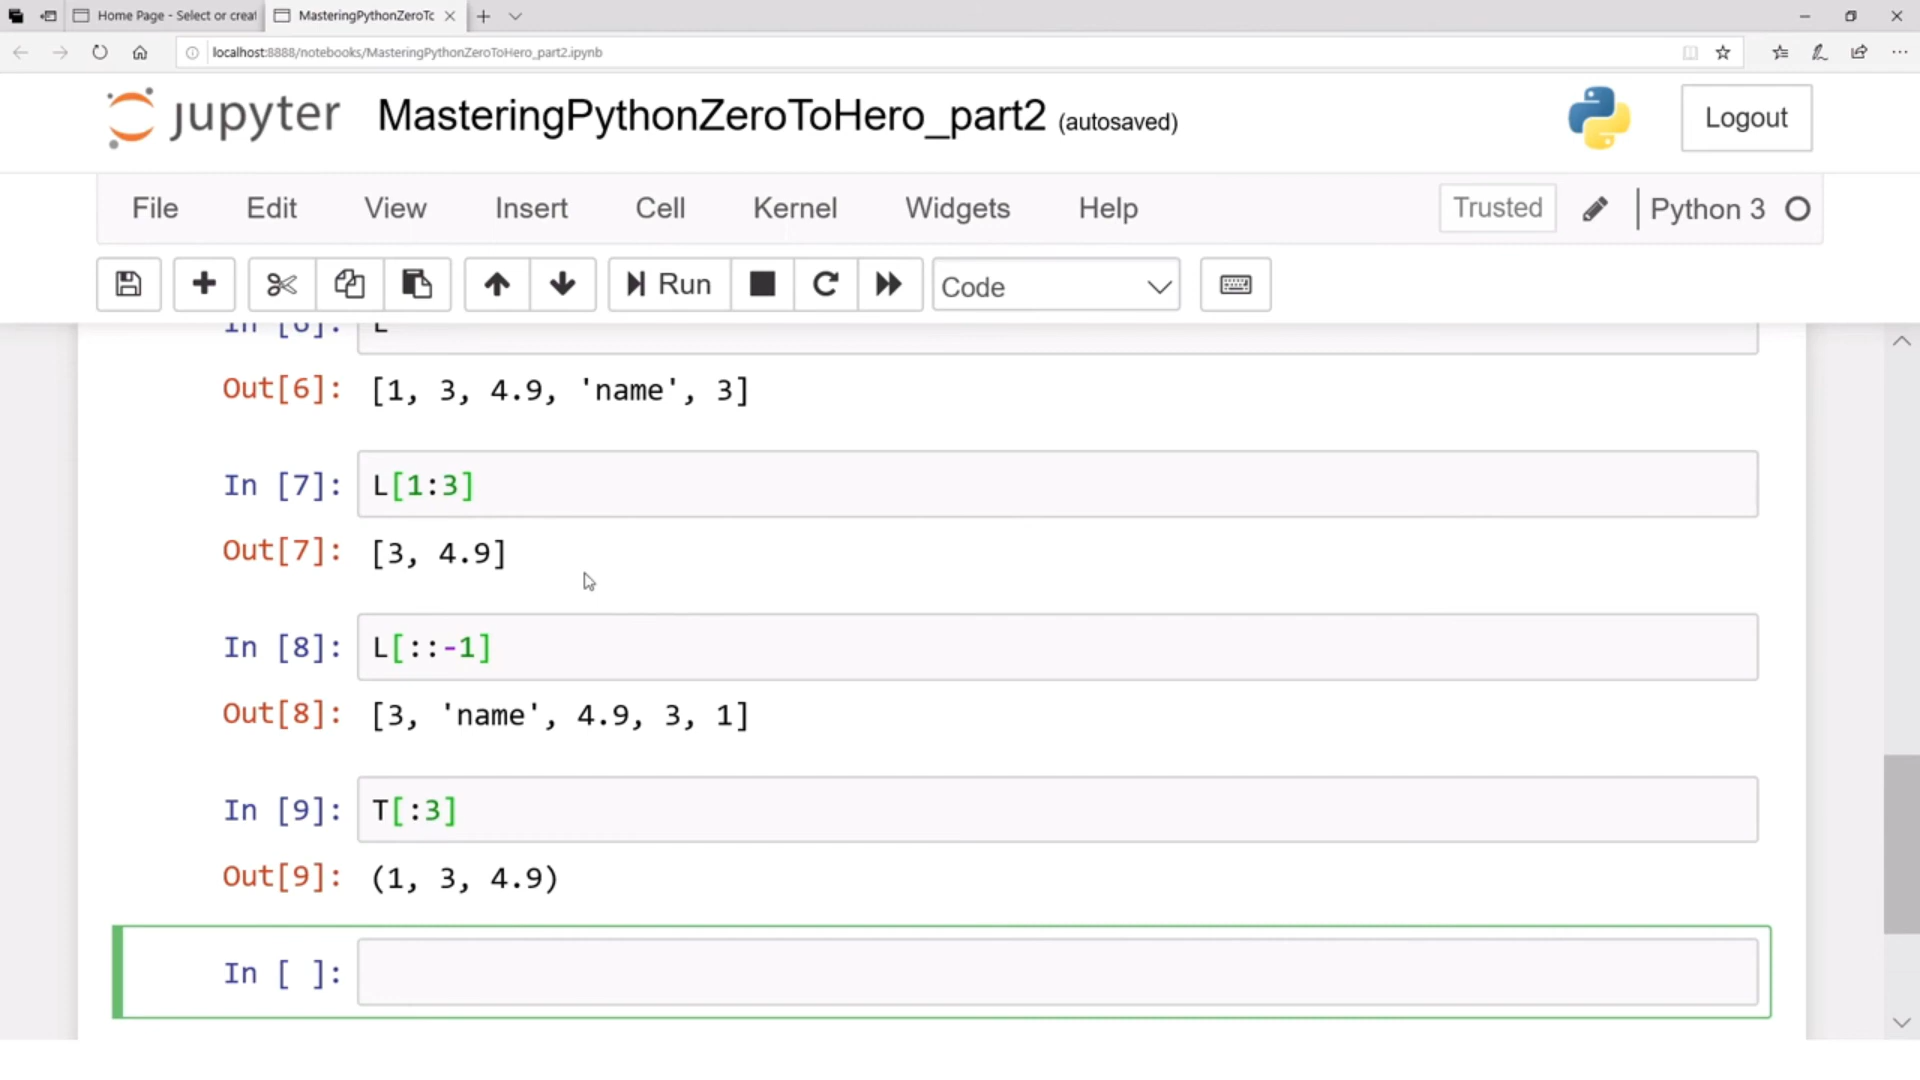 Home Page - Select or creat
MasteringPythonZeroTo
localhost:8888/notebooks/MasteringPythonZeroToHero_part2.ipynb
jupyter MasteringPythonZeroToHero_part2 (autosaved)
Logout
File Edit View Insert Cell Kernel Widgets Help
Trusted Python 3
Run
Code
In [6]: L
Out[6]: [1, 3, 4.9, 'name', 3]
In [7]: L[1:3]
Out[7]: [3, 4.9]
In [8]: L[::-1]
Out[8]: [3, 'name', 4.9, 3, 1]
In [9]: T[:3]
Out[9]: (1, 3, 4.9)
In [ ]: